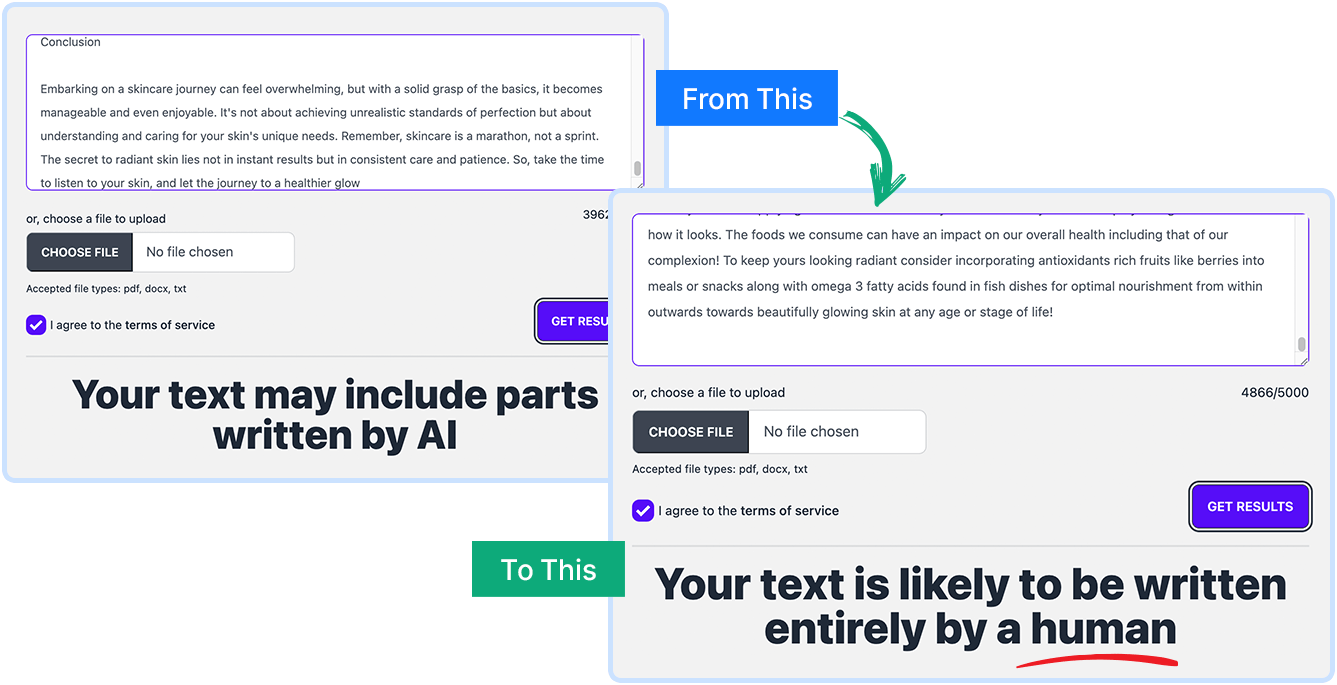 Conclusion
Embarking on a skincare journey can feel overwhelming, but with a solid grasp of the basics, it becomes
manageable and even enjoyable. It's not about achieving unrealistic standards of perfection but about
understanding and caring for your skin's unique needs. Remember, skincare is a marathon, not a sprint.
The secret to radiant skin lies not in instant results but in consistent care and patience. So, take the time
to listen to your skin, and let the journey to a healthier glow
or, choose a file to upload
3962
CHOOSE FILE
No file chosen
Accepted file types: pdf, docx, txt
I agree to the terms of service
GET RESU
Your text may include parts
written by AI
From This
To This
how it looks. The foods we consume can have an impact on our overall health including that of our
complexion! To keep yours looking radiant consider incorporating antioxidants rich fruits like berries into
meals or snacks along with omega 3 fatty acids found in fish dishes for optimal nourishment from within
outwards towards beautifully glowing skin at any age or stage of life!
or, choose a file to upload
4866/5000
CHOOSE FILE
No file chosen
Accepted file types: pdf, docx, txt
I agree to the terms of service
GET RESULTS
Your text is likely to be written
entirely by a human